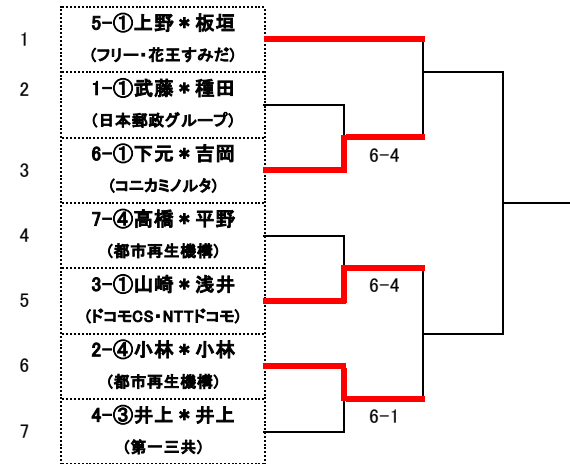 1
5-①上野＊板垣
(フリー・花王すみだ)
2
1-①武藤＊種田
(日本郵政グループ)
3
6-①下元＊吉岡
(コニカミノルタ)
6-4
4
7-④高橋＊平野
(都市再生機構)
5
3-①山崎＊浅井
(ドコモCS・NTTドコモ)
6-4
6
2-④小林＊小林
(都市再生機構)
7
4-③井上＊井上
(第一三共)
6-1